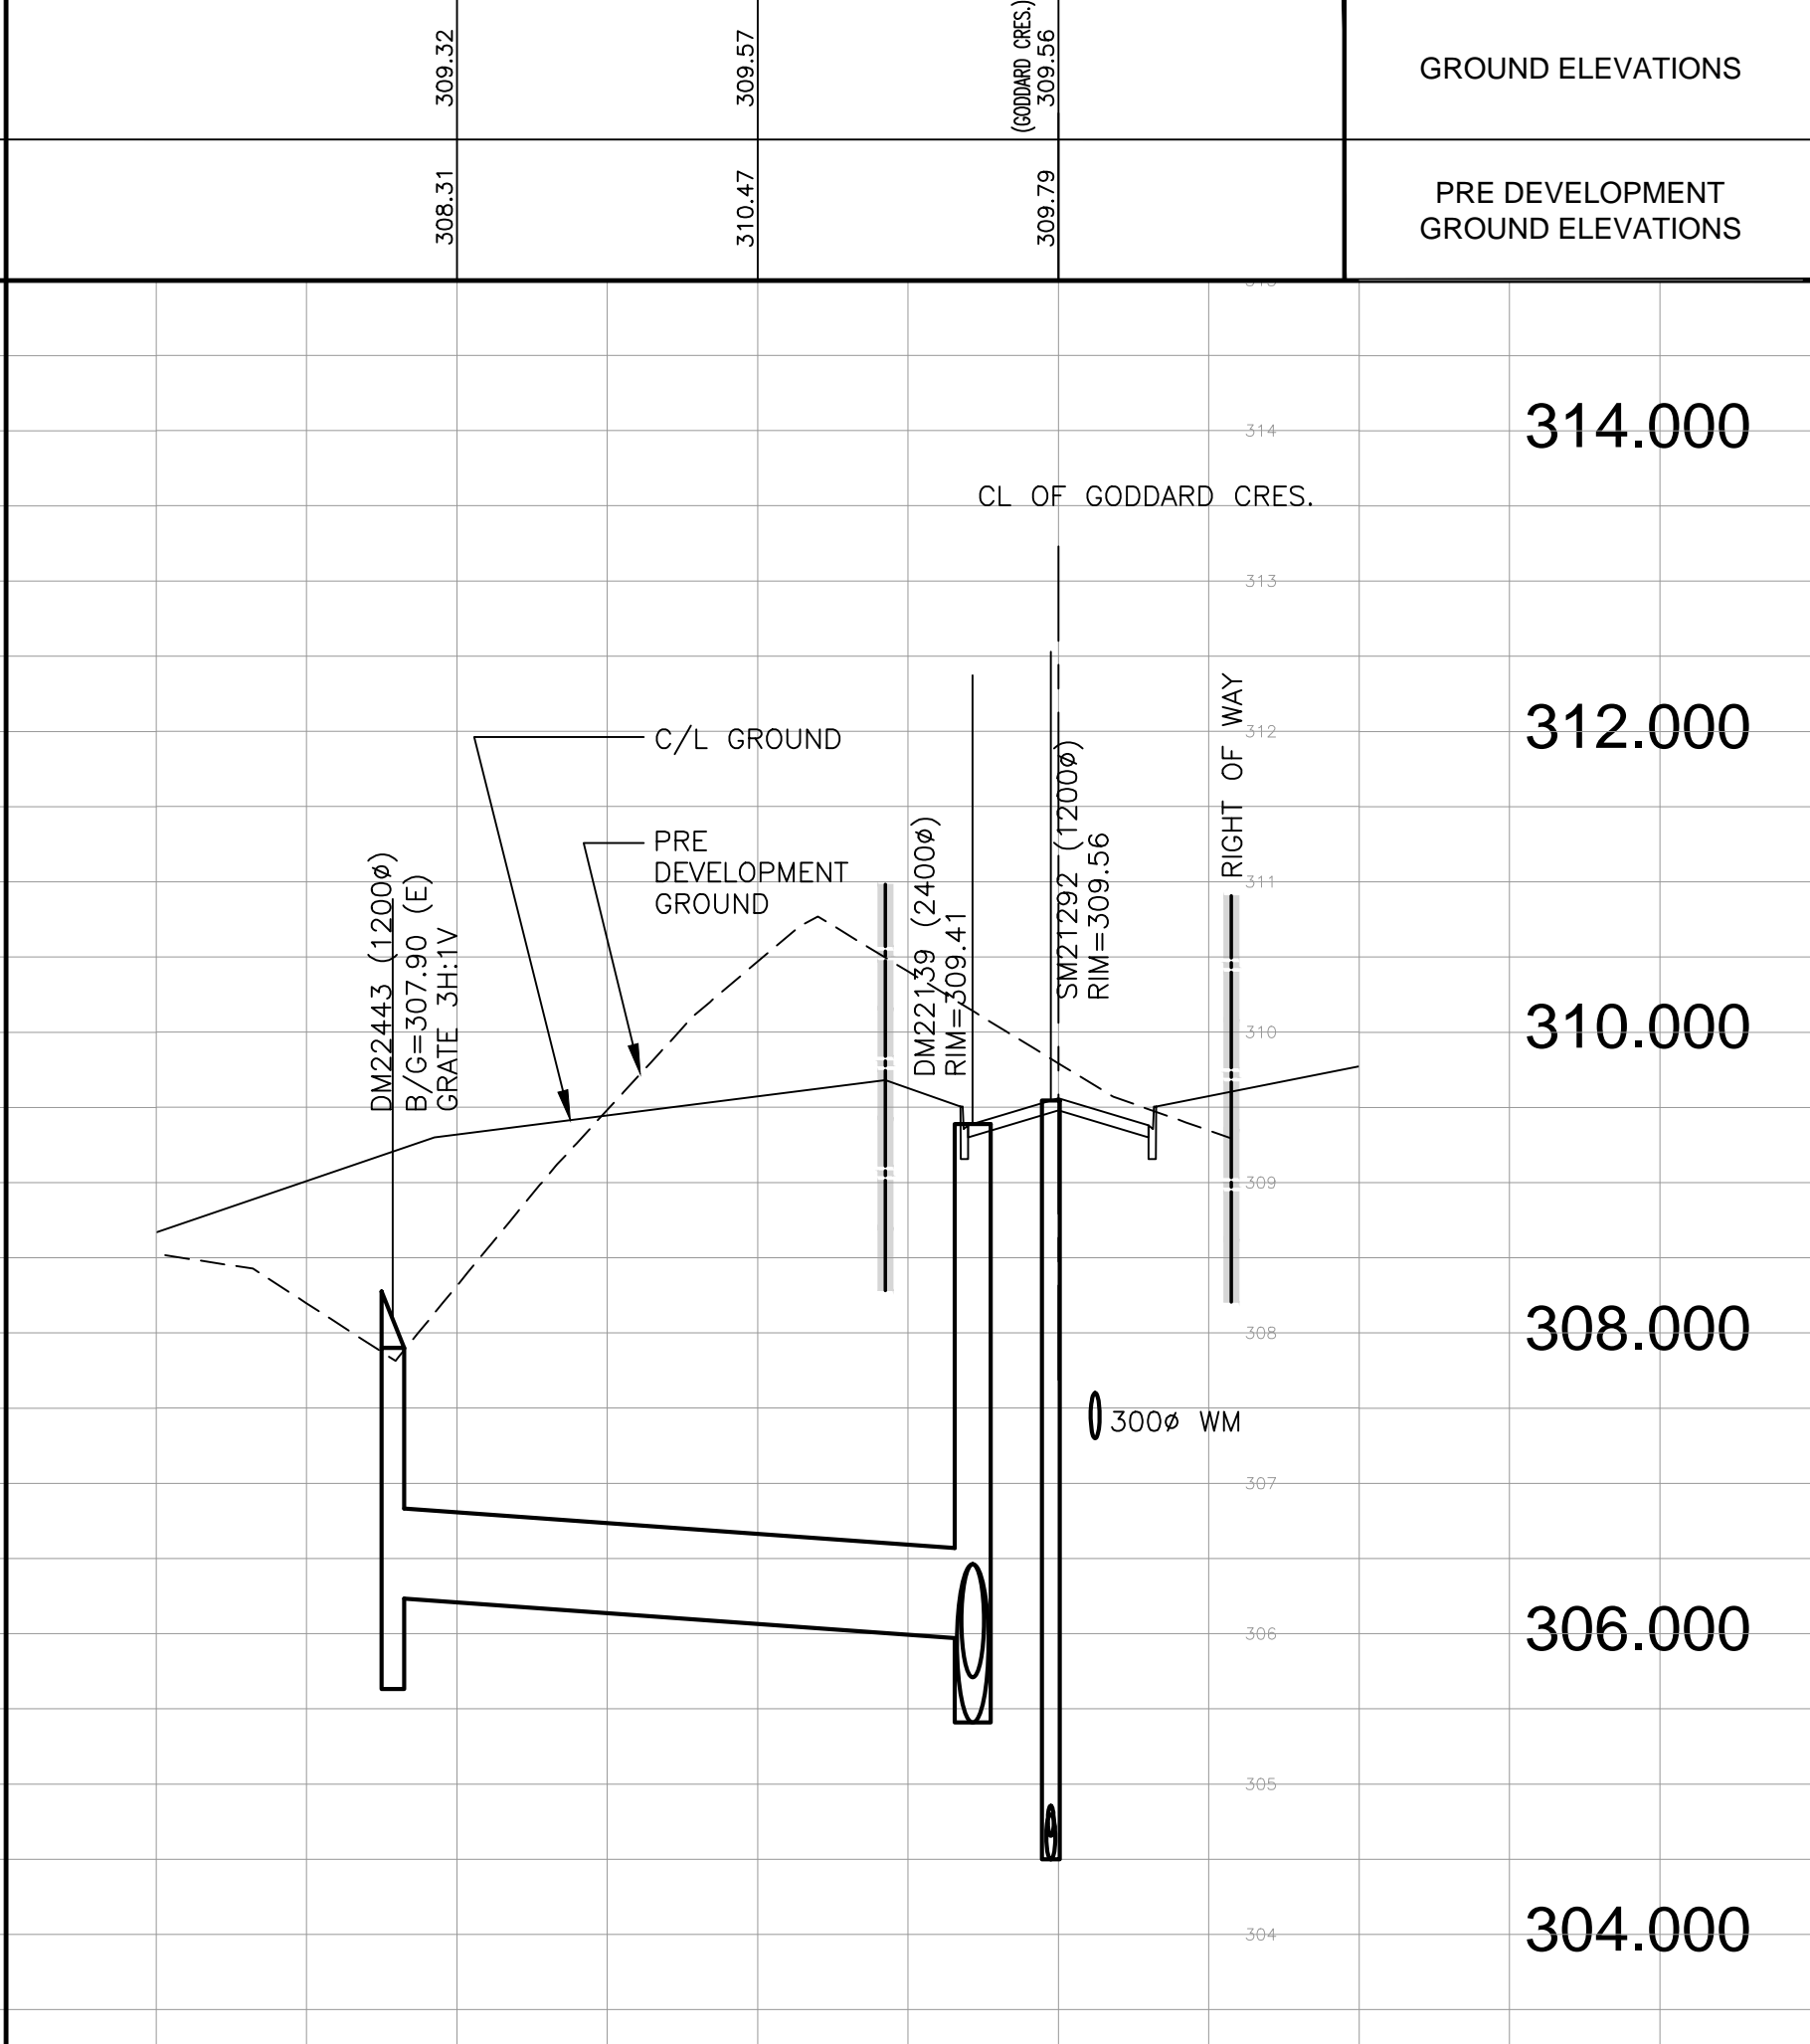 309.32
309.57
(GODDARD CRES.)
309.56
GROUND ELEVATIONS
308.31
310.47
309.79
PRE DEVELOPMENT
GROUND ELEVATIONS
314
314.000
CL OF GODDARD CRES.
313
312
312.000
C/L GROUND
RIGHT OF WAY
PRE
DEVELOPMENT
GROUND
311
DM22443 (1200ø)
B/G=307.90 (E)
GRATE 3H:1V
DM22139 (2400ø)
RIM=309.41
SM21292 (1200ø)
RIM=309.56
310
310.000
309
308
308.000
300ø WM
307
306
306.000
305
304
304.000